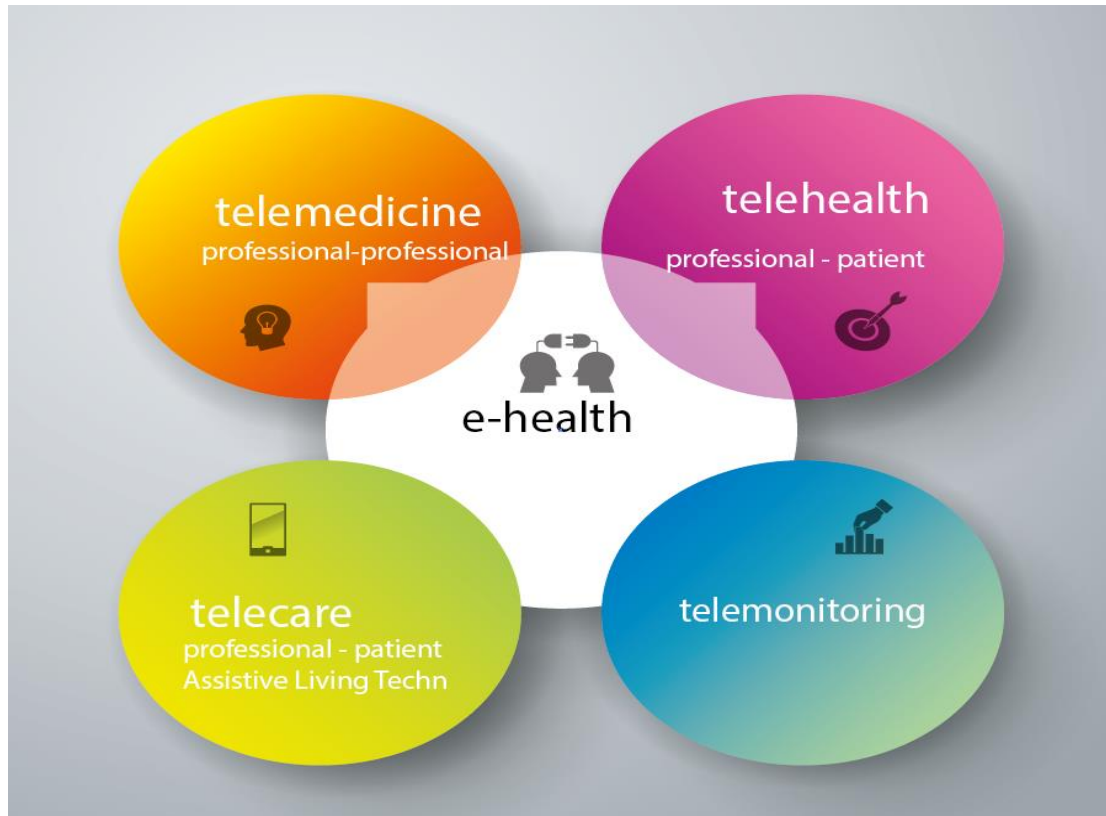 telemedicine
professional-professional
telehealth
professional - patient
e-health
telecare
professional - patient
Assistive Living Techn
telemonitoring